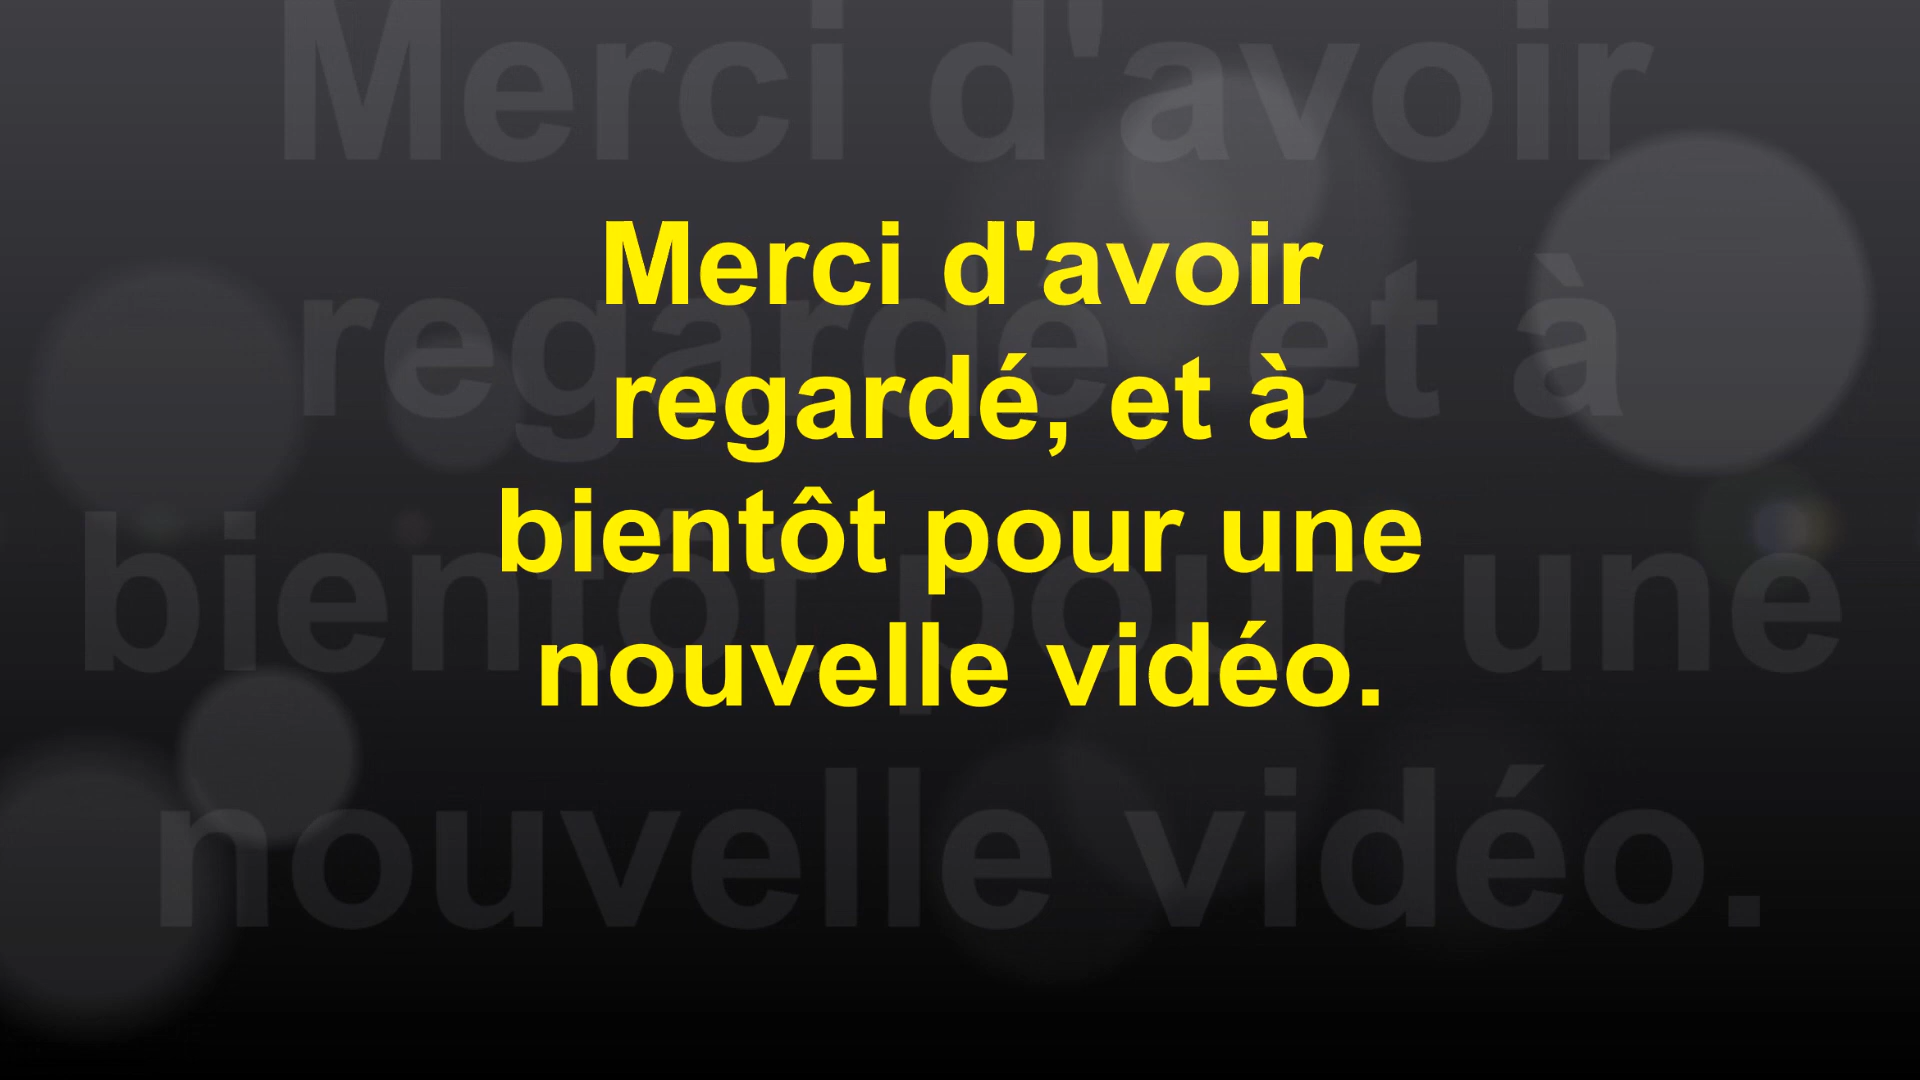 Merci d'avoir
regardé, et à
bientôt pour une
nouvelle vidéo.